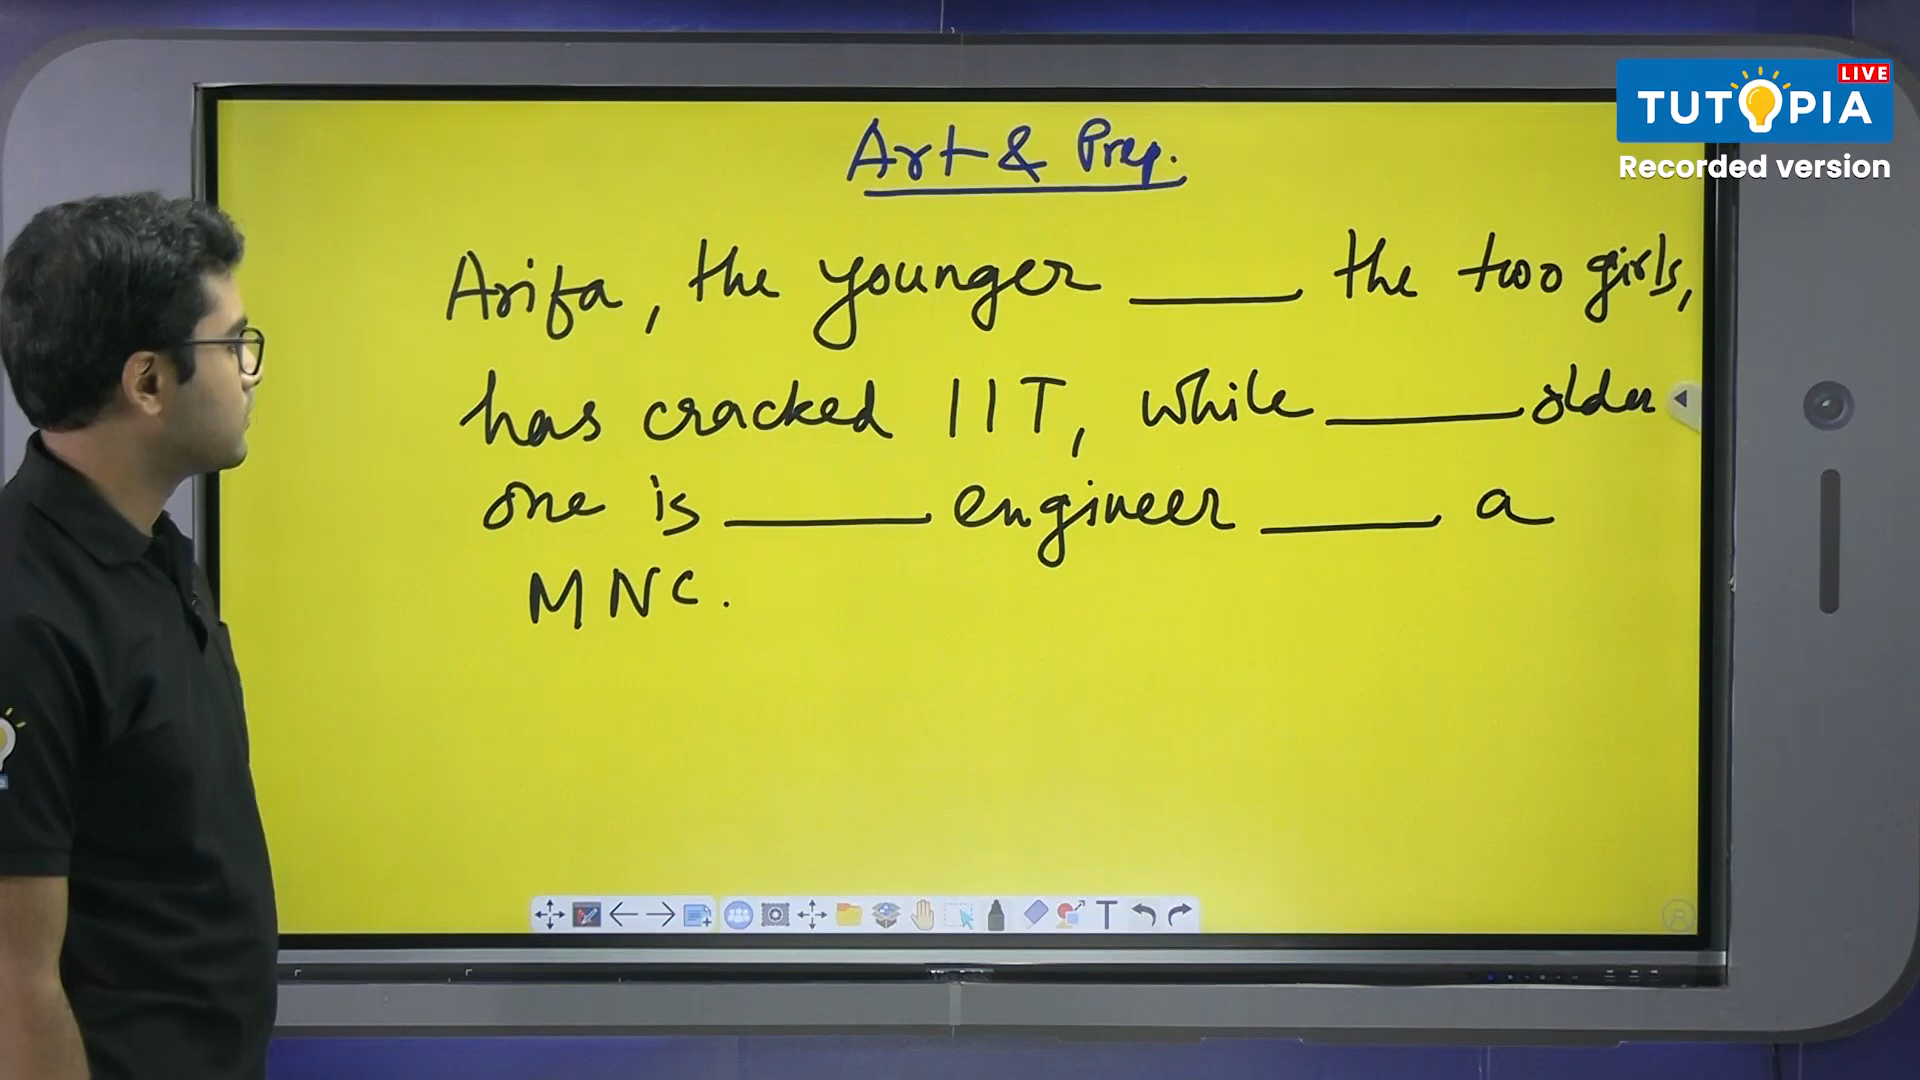 LIVE
TUTOPIA
Recorded version
Art & Prep.
Arifa, the younger ____ the two girls,
has cracked IIT, while ____ older
one is ____ engineer ____ a
MNC.